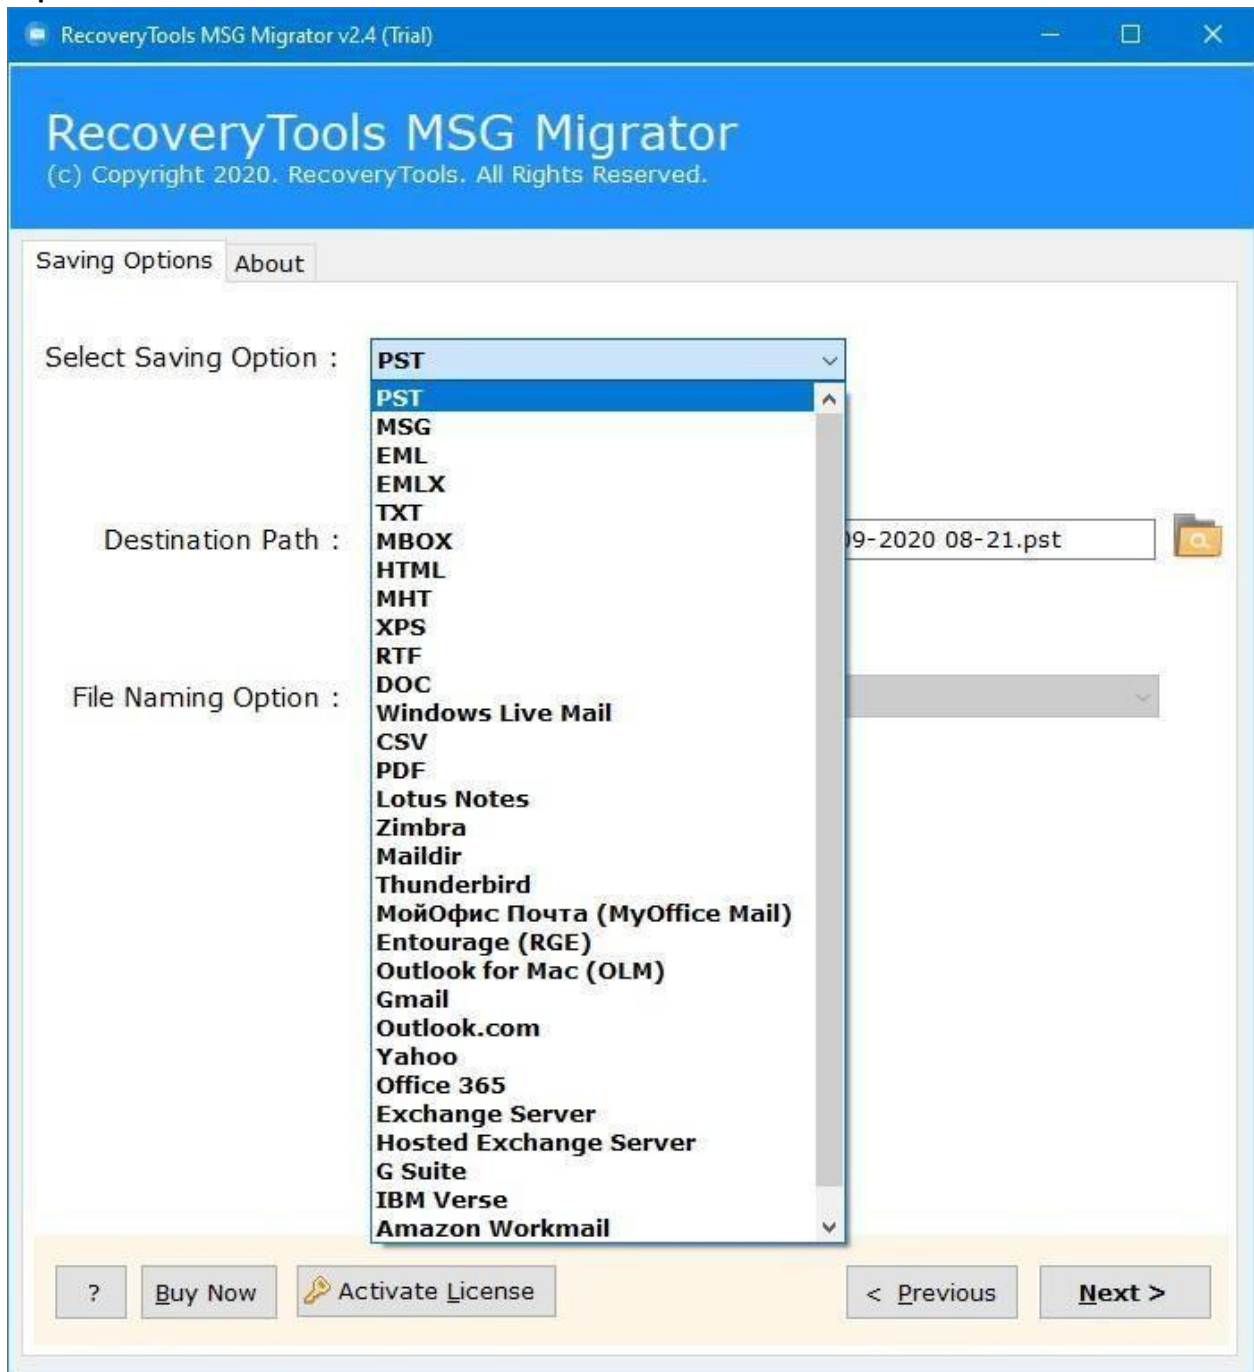 RecoveryTools MSG Migrator v2.4 (Trial)
RecoveryTools MSG Migrator
(c) Copyright 2020. RecoveryTools. All Rights Reserved.
Saving Options About
Select Saving Option : PST
PST
MSG
EML
EMLX
TXT
Destination Path : MBOX 09-2020 08-21.pst
HTML
MHT
XPS
RTF
File Naming Option : DOC
Windows Live Mail
CSV
PDF
Lotus Notes
Zimbra
Maildir
Thunderbird
МойОфис Почта (MyOffice Mail)
Entourage (RGE)
Outlook for Mac (OLM)
Gmail
Outlook.com
Yahoo
Office 365
Exchange Server
Hosted Exchange Server
G Suite
IBM Verse
Amazon Workmail
? Buy Now Activate License < Previous Next >